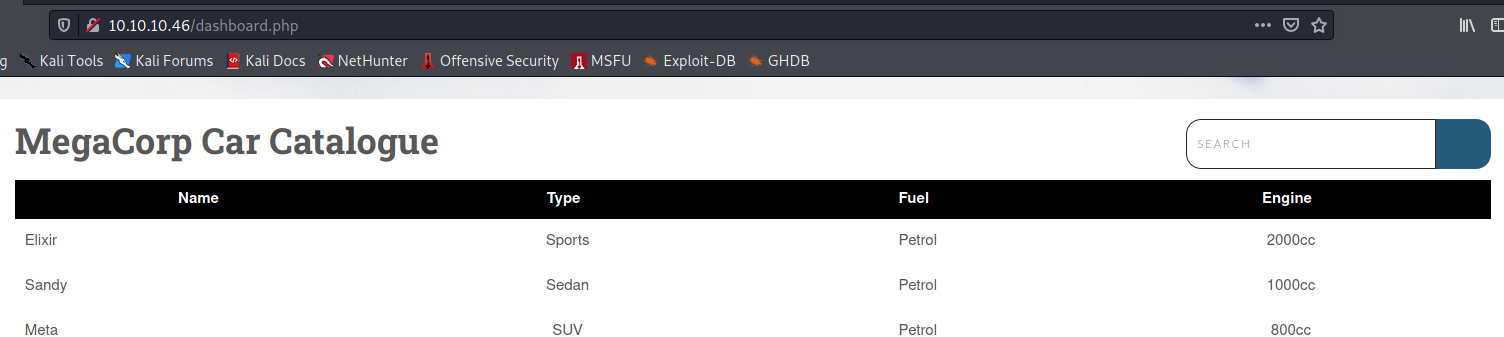 10.10.10.46/dashboard.php
g Kali Tools Kali Forums Kali Docs NetHunter Offensive Security MSFU Exploit-DB GHDB
MegaCorp Car Catalogue
SEARCH
Name Type Fuel Engine
Elixir Sports Petrol 2000cc
Sandy Sedan Petrol 1000cc
Meta SUV Petrol 800cc